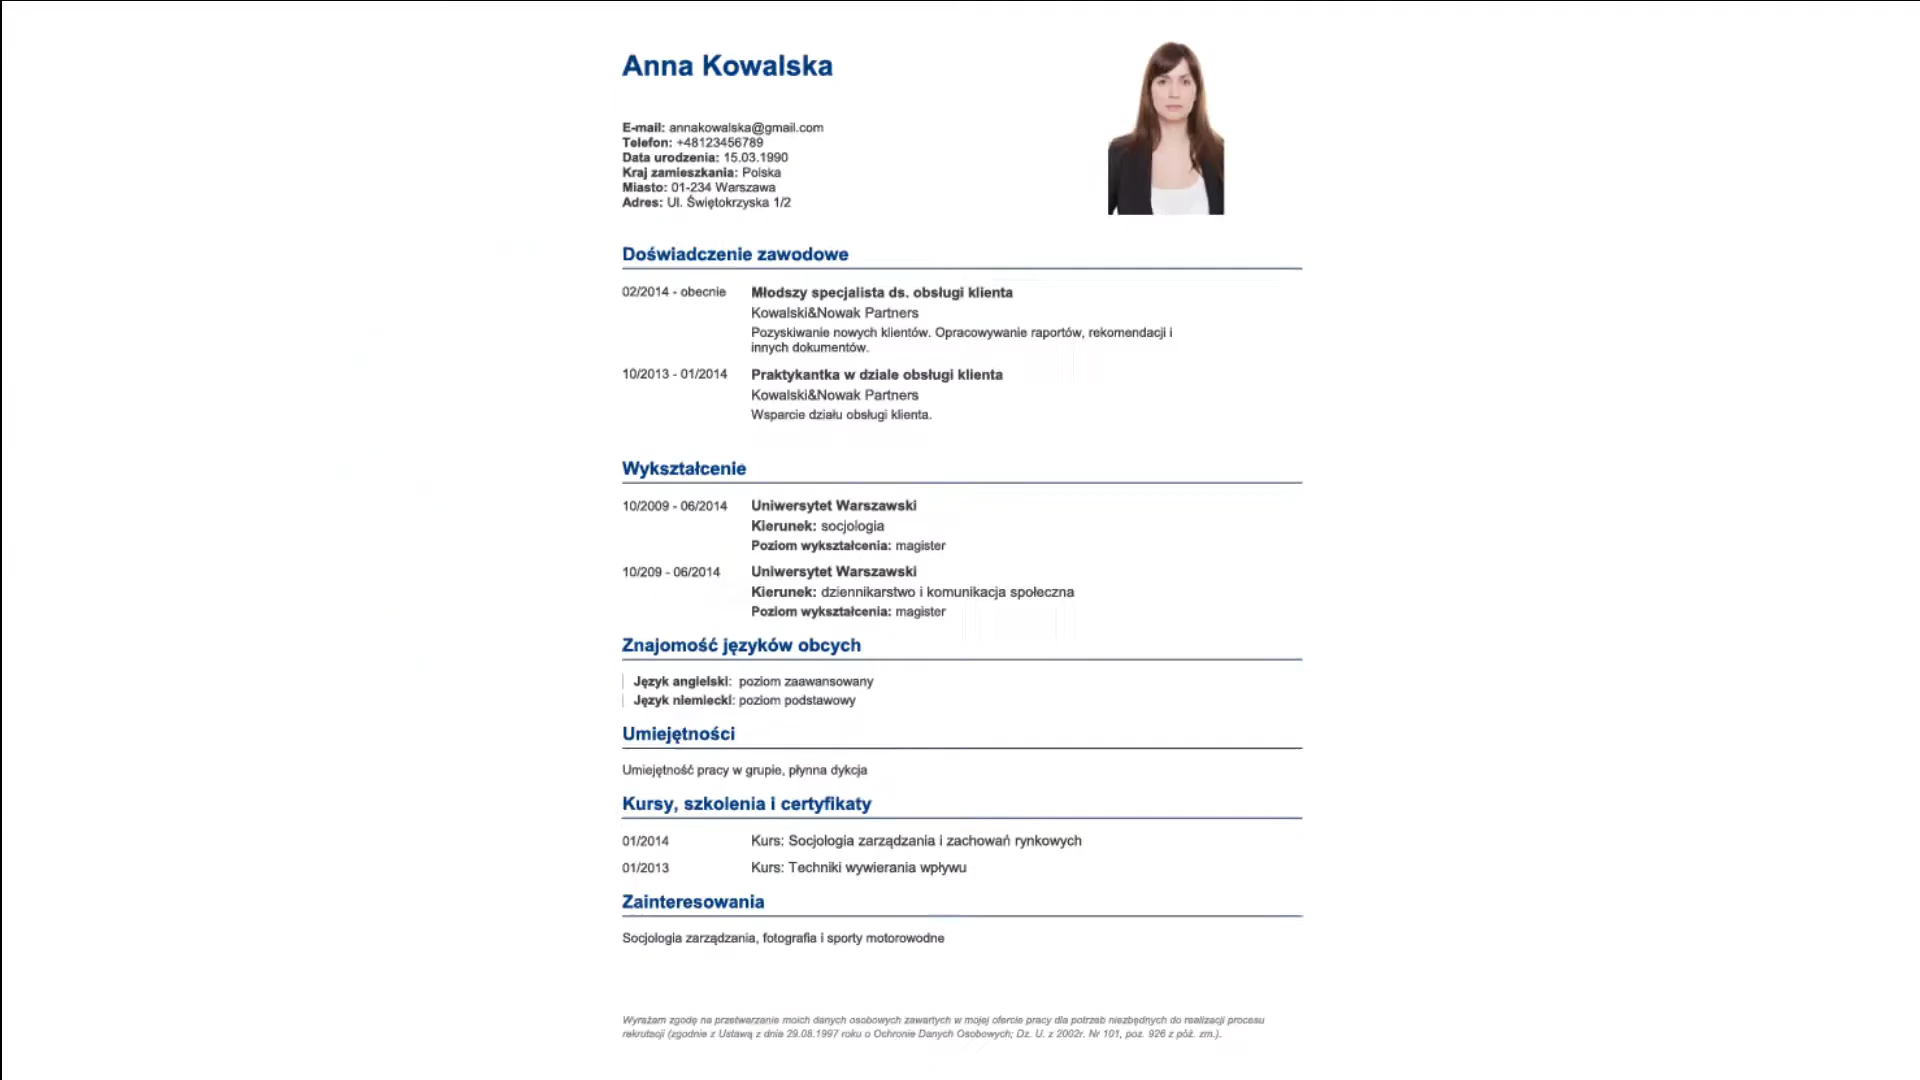 Anna Kowalska
E-mail: annakowalska@gmail.com
Telefon: +48123456789
Data urodzenia: 15.03.1990
Kraj zamieszkania: Polska
Miasto: 01-234 Warszawa
Adres: Ul. Świętokrzyska 1/2
Doświadczenie zawodowe
02/2014 - obecnie Młodszy specjalista ds. obsługi klienta
Kowalski&Nowak Partners
Pozyskiwanie nowych klientów. Opracowywanie raportów, rekomendacji i
innych dokumentów.
10/2013 - 01/2014 Praktykantka w dziale obsługi klienta
Kowalski&Nowak Partners
Wsparcie działu obsługi klienta.
Wykształcenie
10/2009 - 06/2014 Uniwersytet Warszawski
Kierunek: socjologia
Poziom wykształcenia: magister
10/209 - 06/2014 Uniwersytet Warszawski
Kierunek: dziennikarstwo i komunikacja społeczna
Poziom wykształcenia: magister
Znajomość języków obcych
Język angielski: poziom zaawansowany
Język niemiecki: poziom podstawowy
Umiejętności
Umiejętność pracy w grupie, płynna dykcja
Kursy, szkolenia i certyfikaty
01/2014 Kurs: Socjologia zarządzania i zachowań rynkowych
01/2013 Kurs: Techniki wywierania wpływu
Zainteresowania
Socjologia zarządzania, fotografia i sporty motorowodne
Wyrażam zgodę na przetwarzanie moich danych osobowych zawartych w mojej ofercie pracy dla potrzeb niezbędnych do realizacji procesu
rekrutacji (zgodnie z Ustawą z dnia 29.08.1997 roku o Ochronie Danych Osobowych; Dz. U. z 2002r. Nr 101, poz. 926 z póź. zm.).